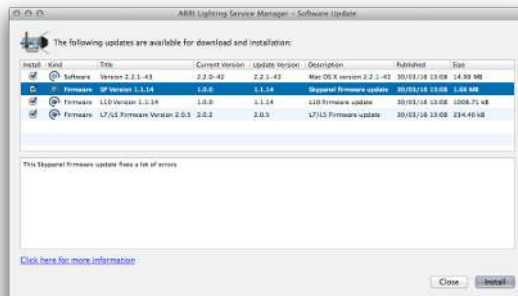 ARRI Lighting Service Manager - Software Update
The following updates are available for download and installation:
Install Kind Title Current Version Update Version Description Published Size
Software Version 2.2.1-43 2.2.0-42 2.2.1-43 Mac OS X version 2.2.1-43 30/03/16 13:08 14.98 MB
Firmware SP Version 1.1.14 1.0.0 1.1.14 Skypanel firmware update 30/03/16 13:08 1.68 MB
Firmware L10 Version 1.1.14 1.0.0 1.1.14 L10 firmware update 30/03/16 13:08 1008.71 kB
Firmware L7/L5 Firmware Version 2.0.5 2.0.2 2.0.5 L7/L5 Firmware update 30/03/16 13:08 234.40 kB
This Skypanel firmware update fixes a lot of errors
Click here for more information
Close Install